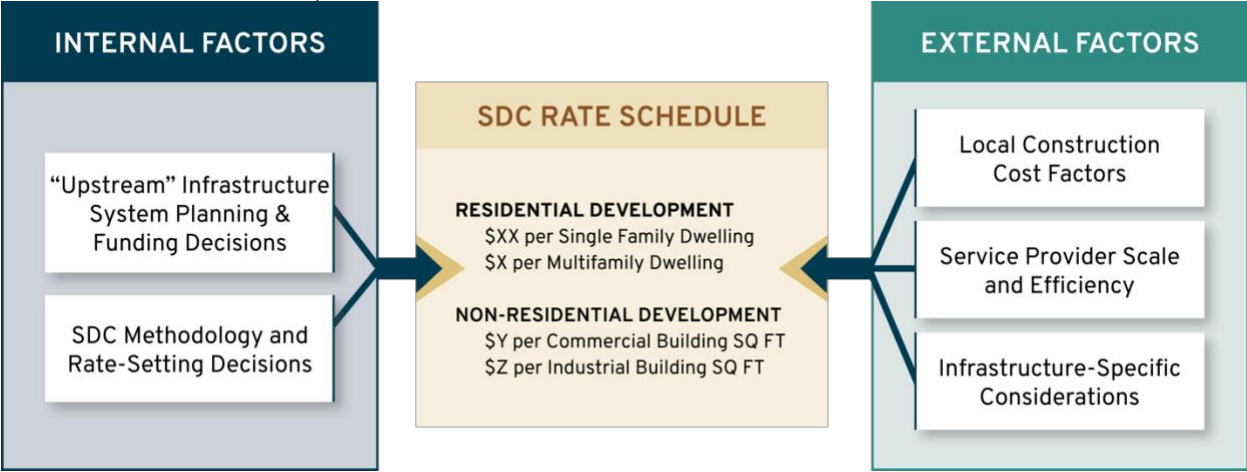 INTERNAL FACTORS
“Upstream” Infrastructure
System Planning &
Funding Decisions
SDC Methodology and
Rate-Setting Decisions
SDC RATE SCHEDULE
RESIDENTIAL DEVELOPMENT
$XX per Single Family Dwelling
$X per Multifamily Dwelling
NON-RESIDENTIAL DEVELOPMENT
$Y per Commercial Building SQ FT
$Z per Industrial Building SQ FT
EXTERNAL FACTORS
Local Construction
Cost Factors
Service Provider Scale
and Efficiency
Infrastructure-Specific
Considerations